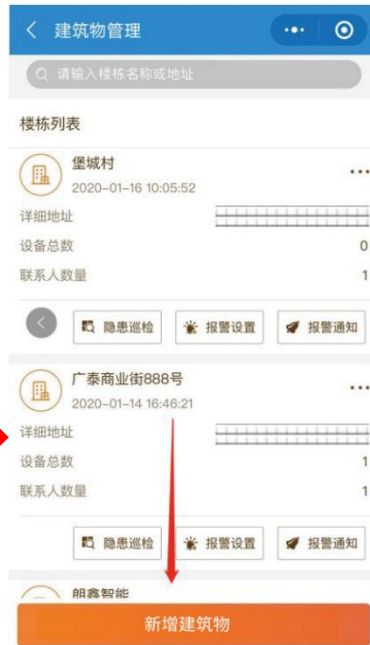 建筑物管理
请输入楼栋名称或地址
楼栋列表
堡城村
2020-01-16 10:05:52
详细地址
设备总数 0
联系人数量 1
隐患巡检 报警设置 报警通知
广泰商业街888号
2020-01-14 16:46:21
详细地址
设备总数 1
联系人数量 1
隐患巡检 报警设置 报警通知
朗鑫智能
新增建筑物